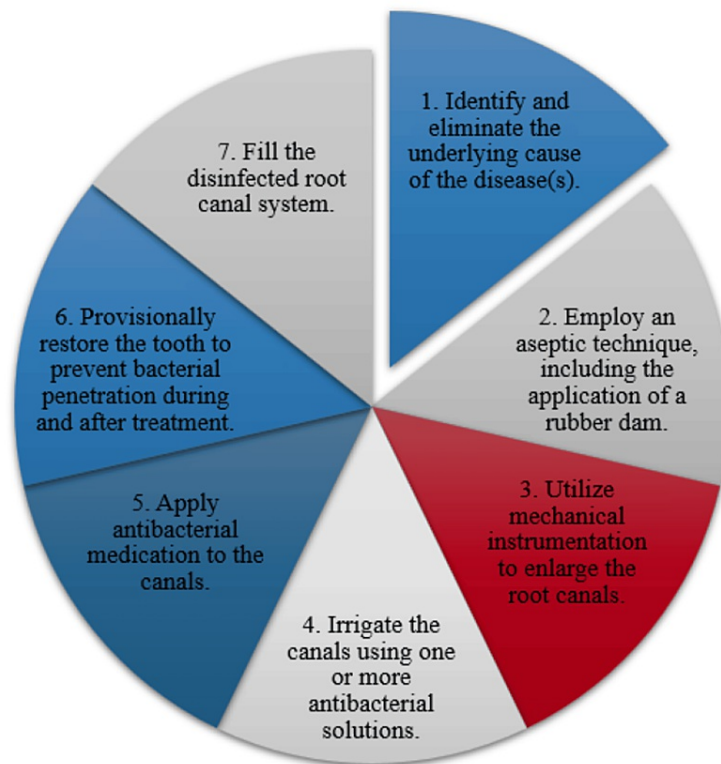 1. Identify and
eliminate the
underlying cause
of the disease(s).
2. Employ an
aseptic technique,
including the
application of a
rubber dam.
3. Utilize
mechanical
instrumentation
to enlarge the
root canals.
4. Irrigate the
canals using one
or more
antibacterial
solutions.
5. Apply
antibacterial
medication to the
canals.
6. Provisionally
restore the tooth to
prevent bacterial
penetration during
and after treatment.
7. Fill the
disinfected root
canal system.